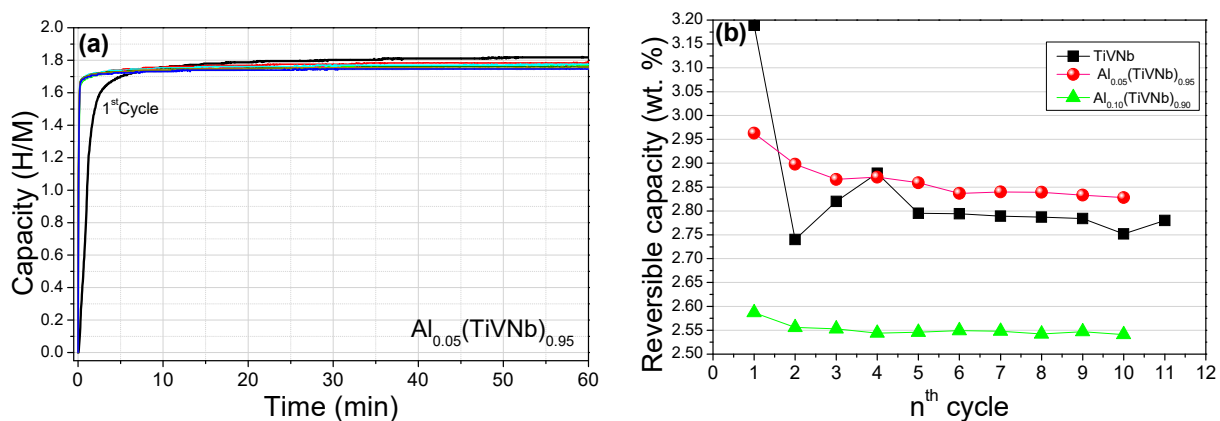 (a)
Capacity (H/M)
2.0
1.8
1.6
1.4
1.2
1.0
0.8
0.6
0.4
0.2
0.0
1st Cycle
Al0.05(TiVNb)0.95
0 10 20 30 40 50 60
Time (min)
(b)
Reversible capacity (wt. %)
3.20
3.15
3.10
3.05
3.00
2.95
2.90
2.85
2.80
2.75
2.70
2.65
2.60
2.55
2.50
TiVNb
Al0.05(TiVNb)0.95
Al0.10(TiVNb)0.90
0 1 2 3 4 5 6 7 8 9 10 11 12
nth cycle